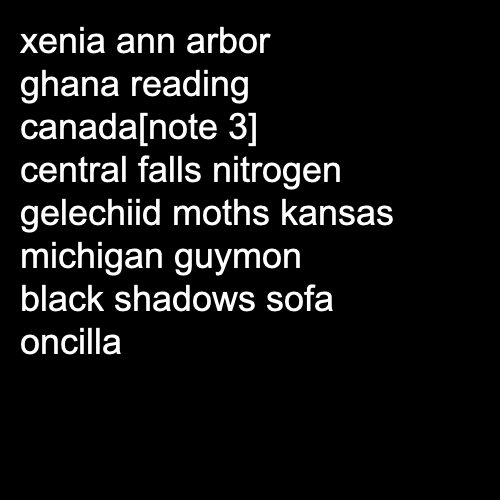 xenia ann arbor
ghana reading
canada[note 3]
central falls nitrogen
gelechiid moths kansas
michigan guymon
black shadows sofa
oncilla